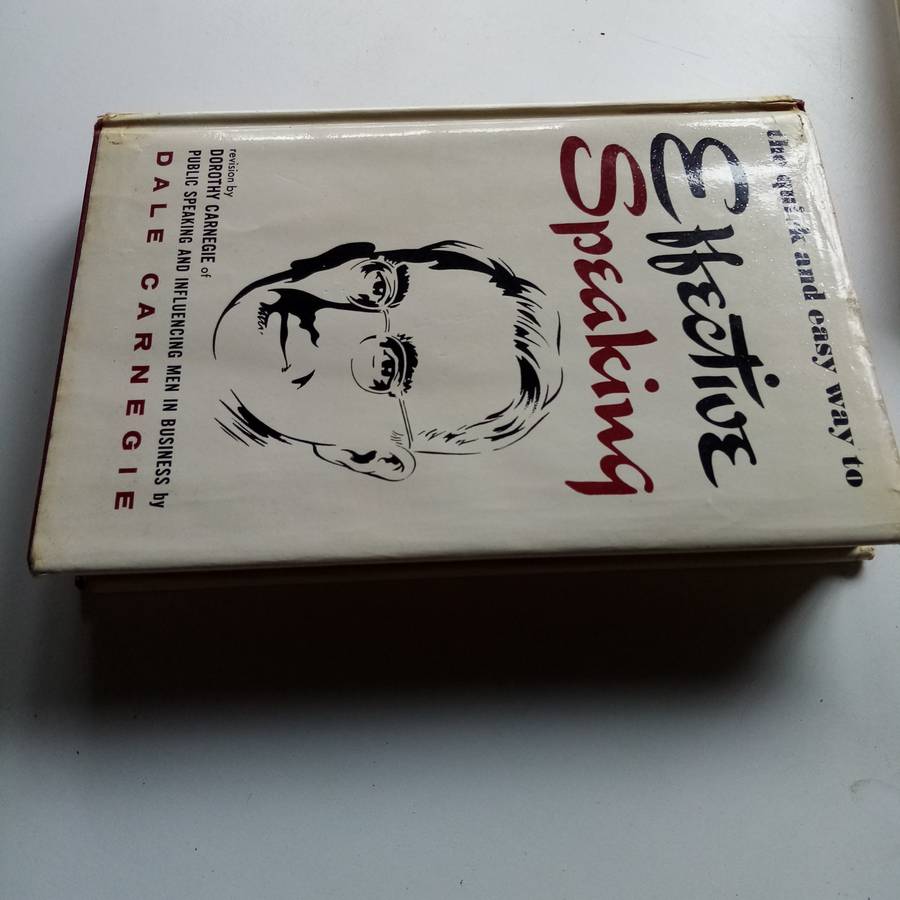 the quick and easy way to
Effective
Speaking
revision by
DOROTHY CARNEGIE of
PUBLIC SPEAKING AND INFLUENCING MEN IN BUSINESS by
DALE CARNEGIE